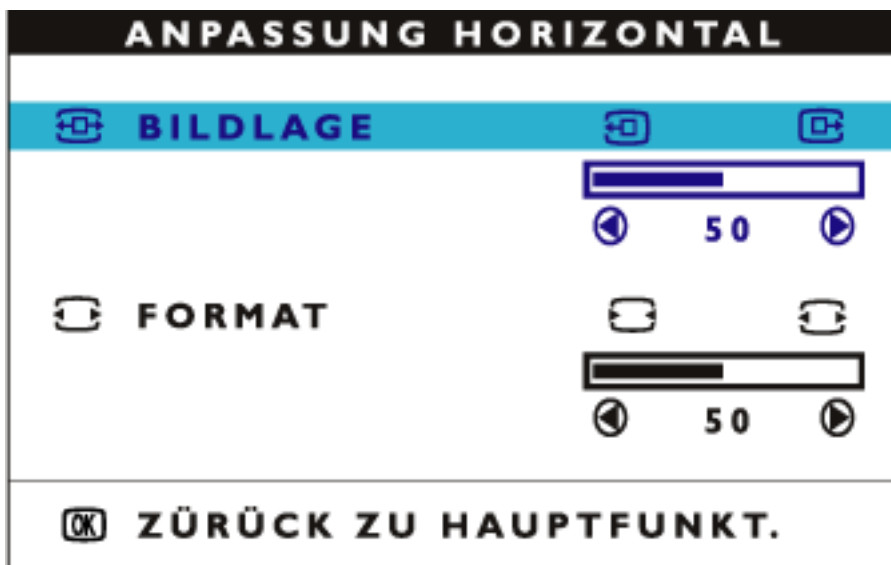 ANPASSUNG HORIZONTAL
BILDLAGE
50
FORMAT
50
OK ZÜRÜCK ZU HAUPTFUNKT.